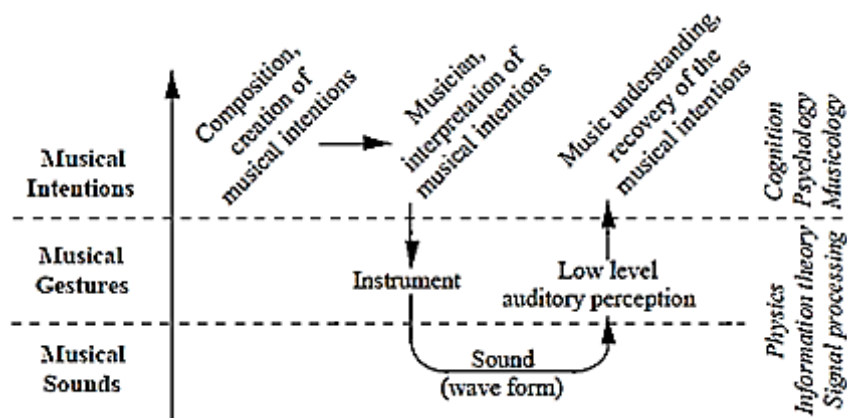 Composition,
creation of
musical intentions
Musician,
interpretation of
musical intentions
Music understanding,
recovery of the
musical intentions
Cognition
Psychology
Musicology
Musical
Intentions
Musical
Gestures
Instrument
Low level
auditory perception
Physics
Information theory
Signal processing
Musical
Sounds
Sound
(wave form)